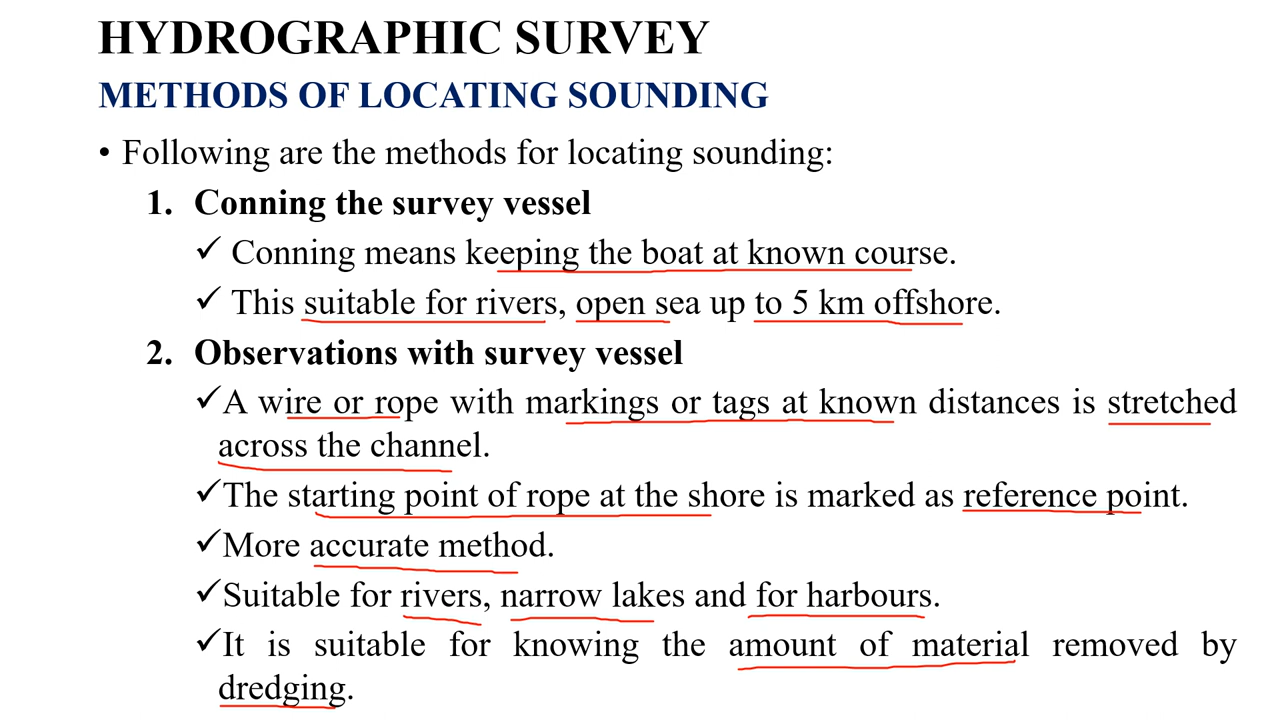 HYDROGRAPHIC SURVEY
METHODS OF LOCATING SOUNDING
• Following are the methods for locating sounding:
1. Conning the survey vessel
✓ Conning means keeping the boat at known course.
✓ This suitable for rivers, open sea up to 5 km offshore.
2. Observations with survey vessel
✓A wire or rope with markings or tags at known distances is stretched
across the channel.
✓The starting point of rope at the shore is marked as reference point.
✓More accurate method.
✓Suitable for rivers, narrow lakes and for harbours.
✓It is suitable for knowing the amount of material removed by
dredging.